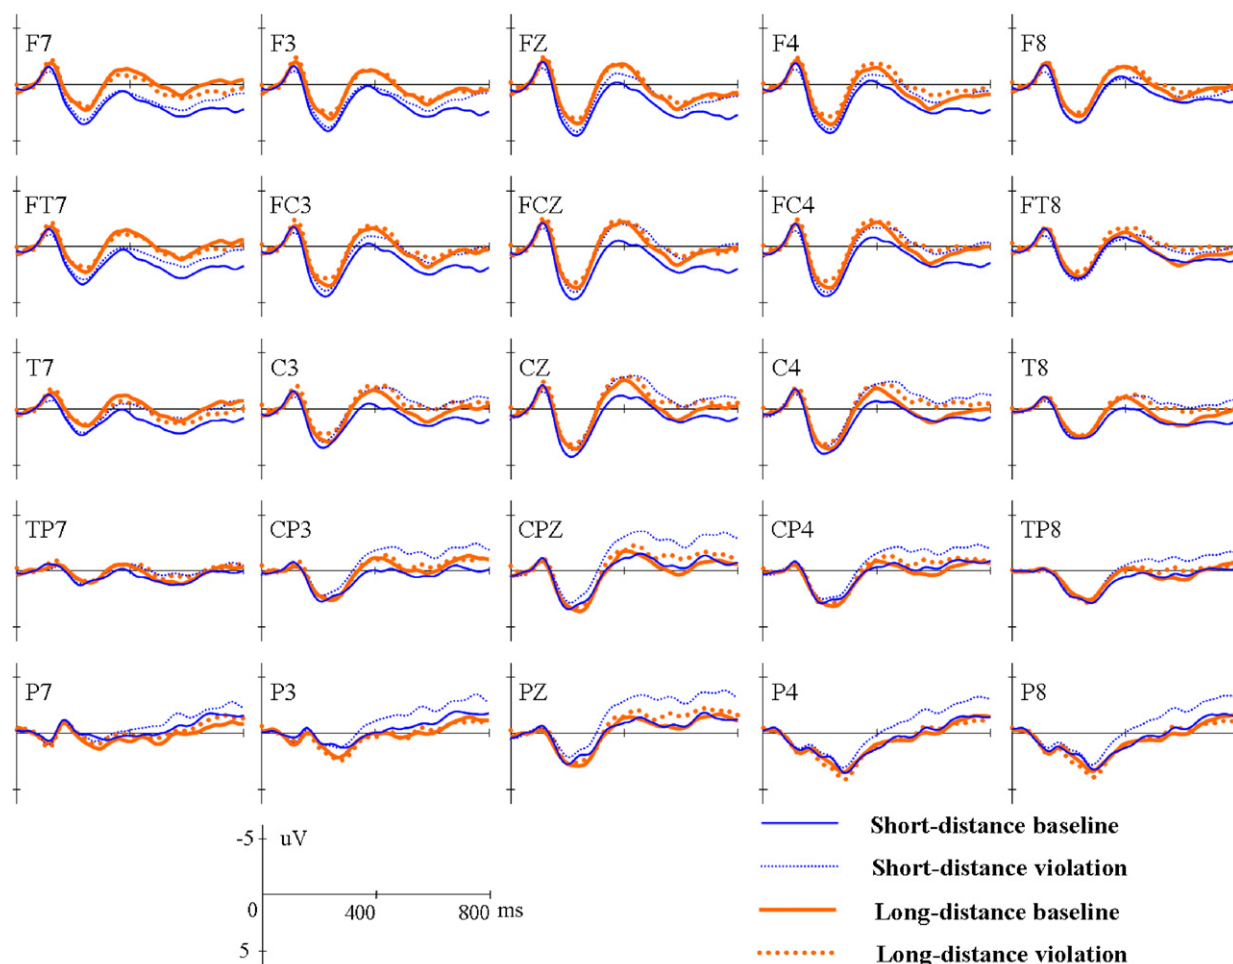 F7 F3 FZ F4 F8
FT7 FC3 FCZ FC4 FT8
T7 C3 CZ C4 T8
TP7 CP3 CPZ CP4 TP8
P7 P3 PZ P4 P8
-5 uV
0 400 800 ms
5
Short-distance baseline
Short-distance violation
Long-distance baseline
Long-distance violation